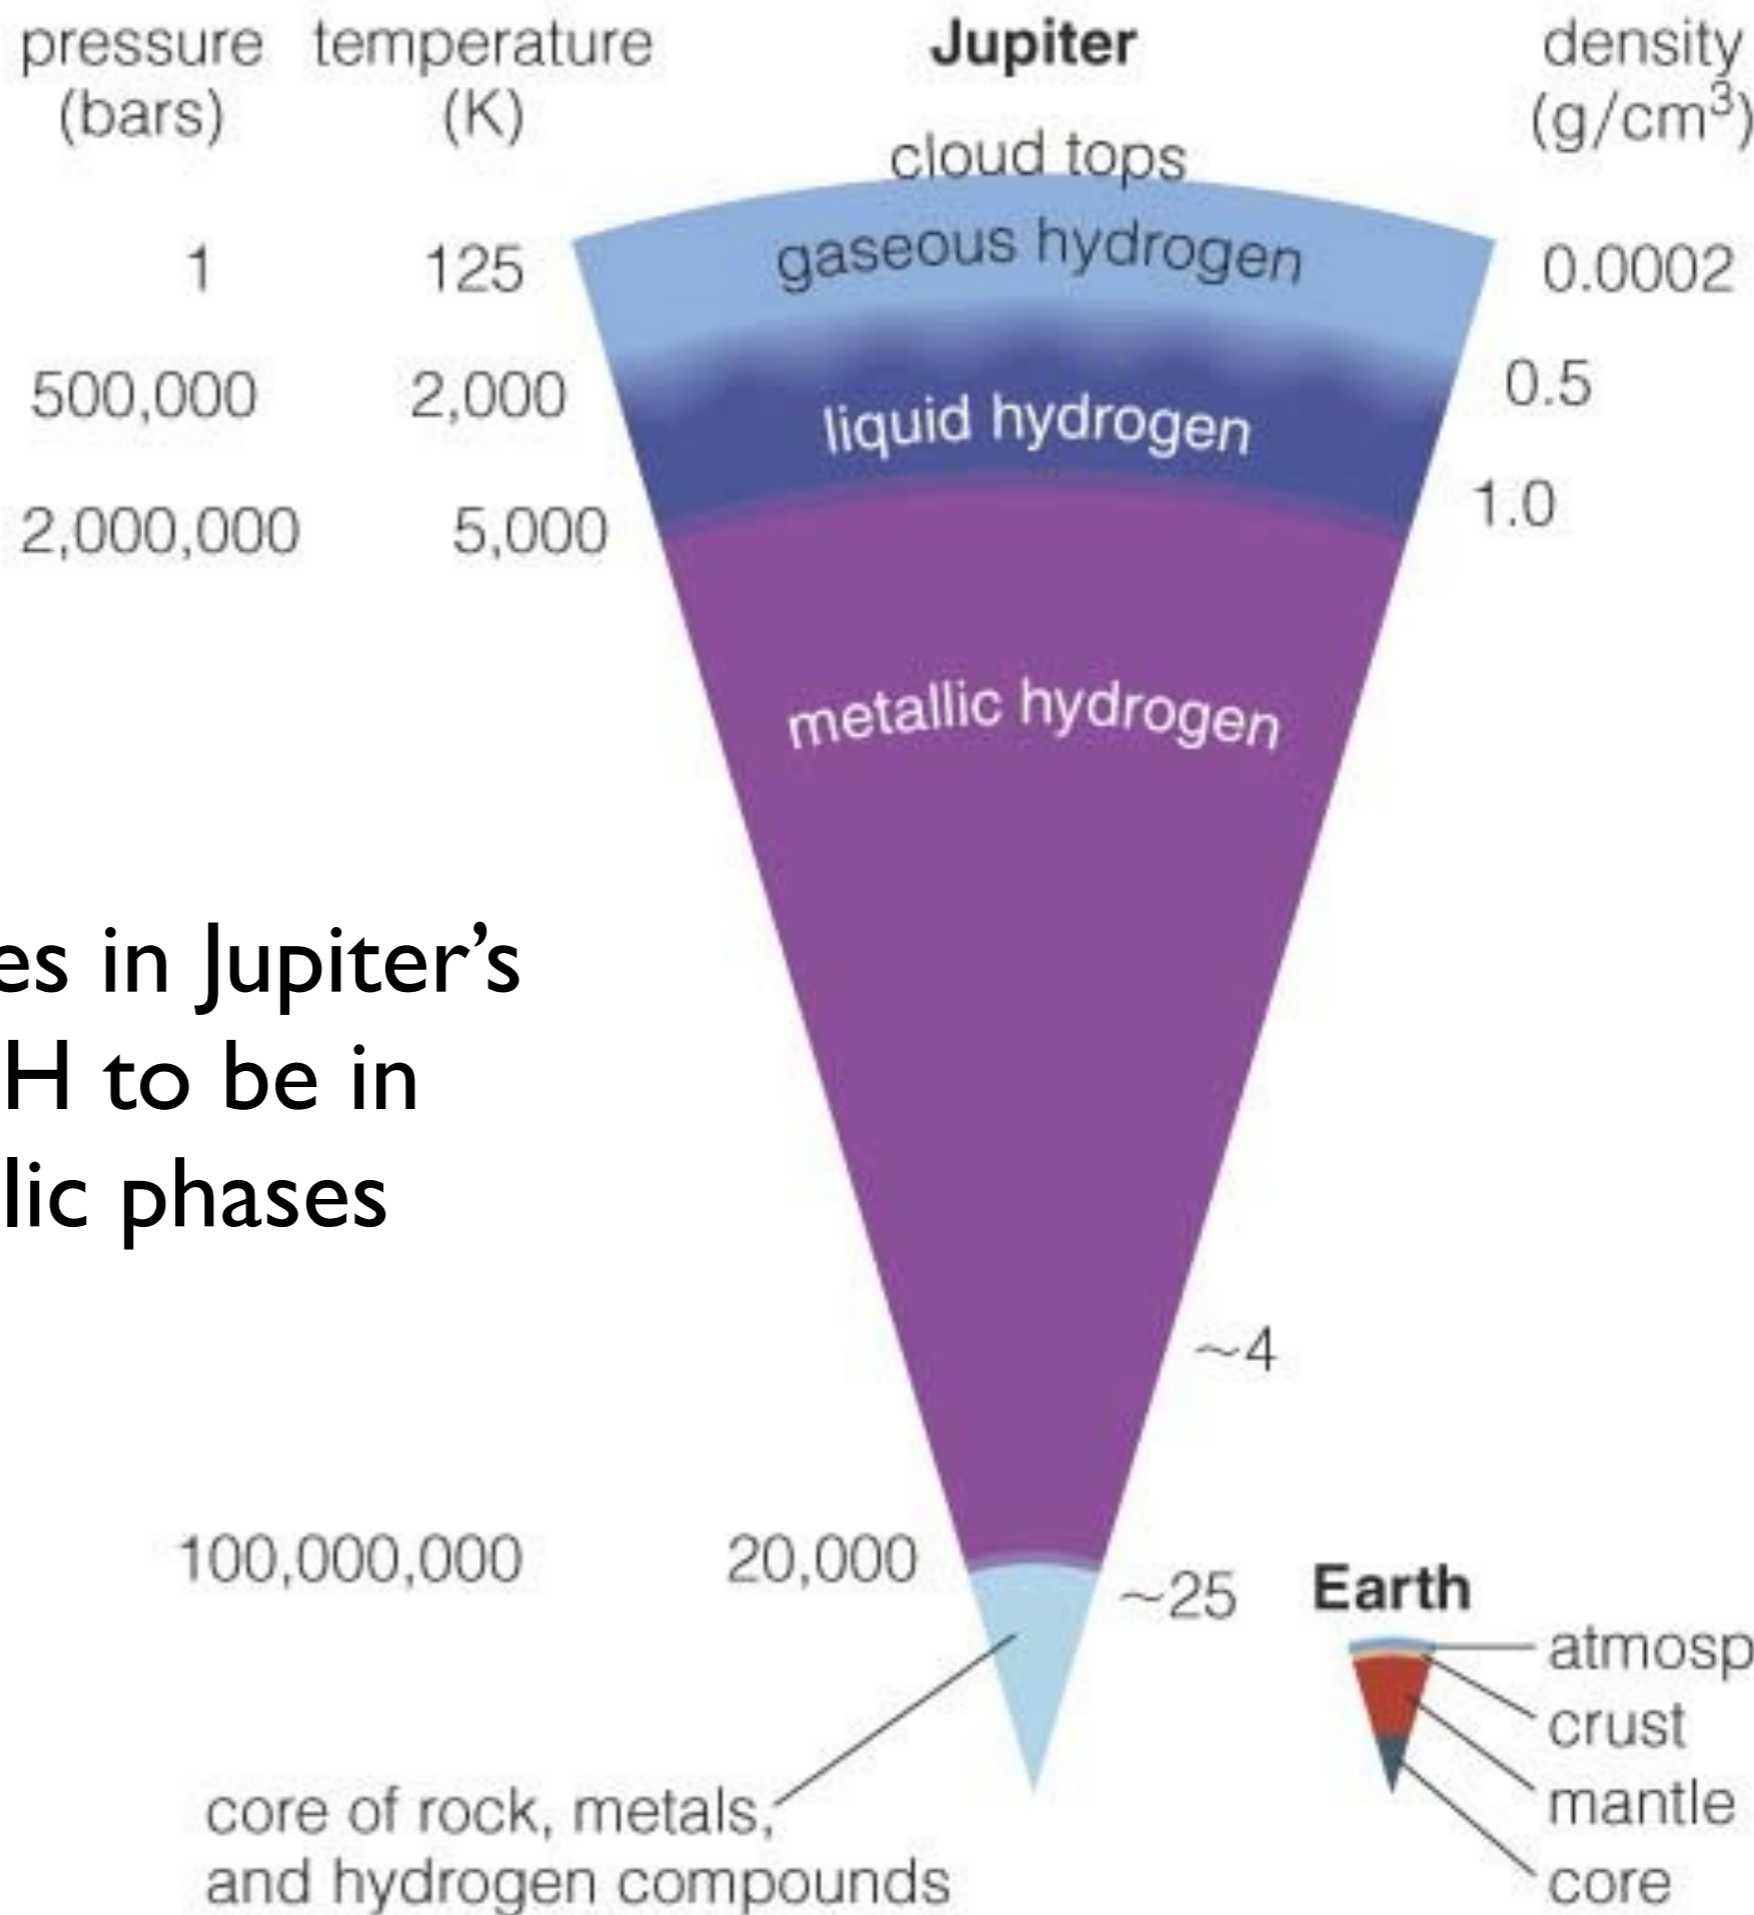 pressure temperature Jupiter density
(bars) (K) (g/cm³)
cloud tops
gaseous hydrogen
1 125 0.0002
500,000 2,000 0.5
liquid hydrogen
2,000,000 5,000 1.0
metallic hydrogen
es in Jupiter’s
H to be in
lic phases
~4
100,000,000 20,000 ~25
Earth
atmosp
crust
mantle
core
core of rock, metals,
and hydrogen compounds